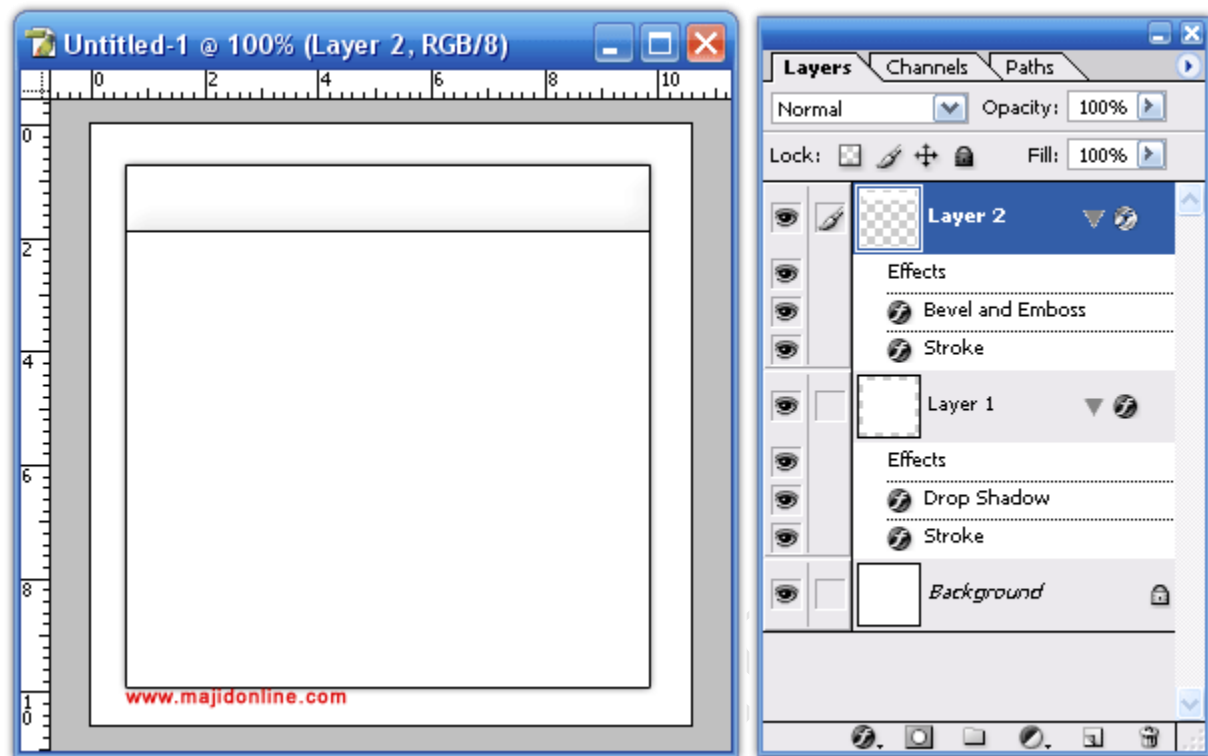 Untitled-1 @ 100% (Layer 2, RGB/8)
0 2 4 6 8 10
0
2
4
6
8
10
www.majidonline.com
Layers Channels Paths
Normal Opacity: 100%
Lock: Fill: 100%
Layer 2
Effects
Bevel and Emboss
Stroke
Layer 1
Effects
Drop Shadow
Stroke
Background